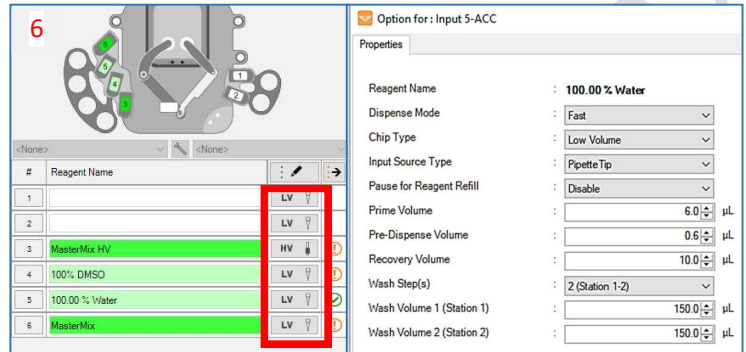 6
6
5
4
3
1
2
<None>
<None>
# Reagent Name
1 LV
2 LV
3 MasterMix HV HV
4 100% DMSO LV
5 100.00 % Water LV
6 MasterMix LV
Option for : Input 5-ACC
Properties
Reagent Name : 100.00 % Water
Dispense Mode : Fast
Chip Type : Low Volume
Input Source Type : PipetteTip
Pause for Reagent Refill : Disable
Prime Volume : 6.0 µL
Pre-Dispense Volume : 0.6 µL
Recovery Volume : 10.0 µL
Wash Step(s) : 2 (Station 1-2)
Wash Volume 1 (Station 1) : 150.0 µL
Wash Volume 2 (Station 2) : 150.0 µL